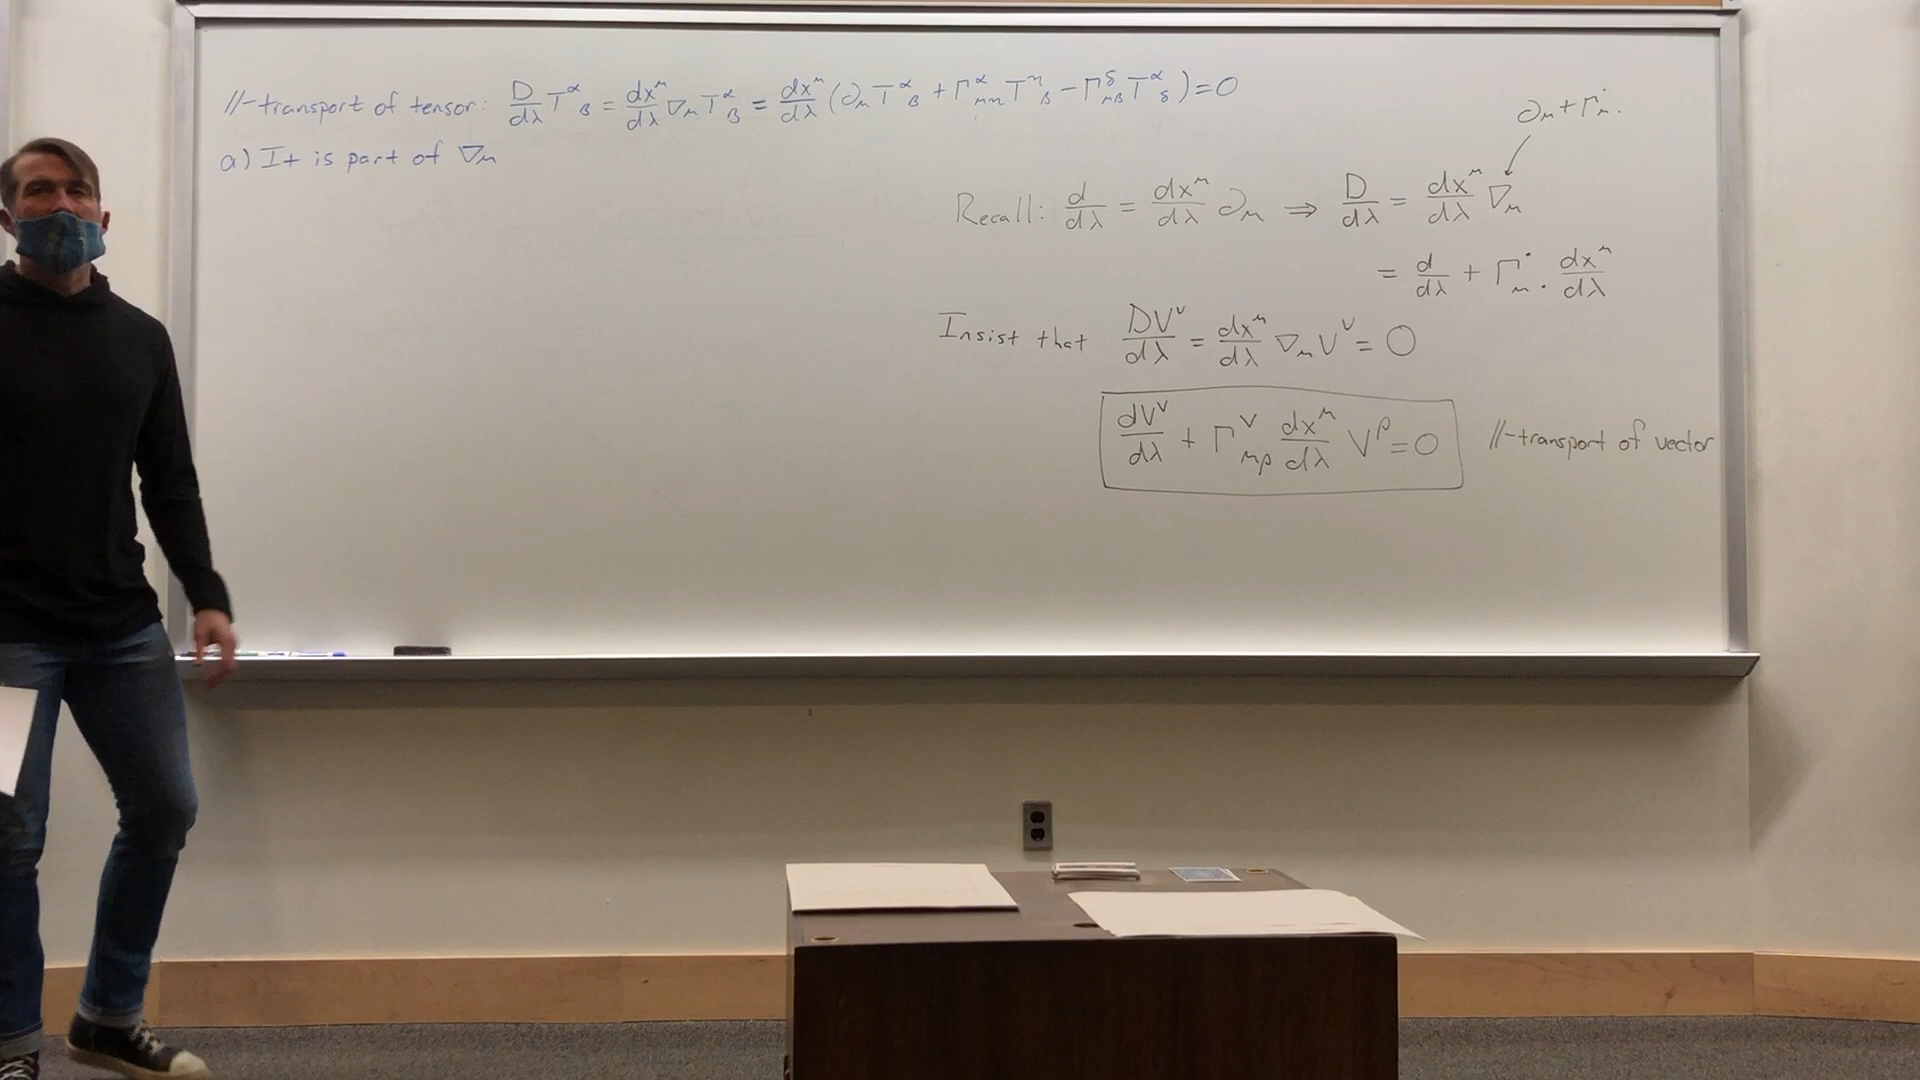 //-transport of tensor: D/dλ T^α_β = dx^μ/dλ ∇_μ T^α_β = dx^μ/dλ (∂_μ T^α_β + Γ^α_μη T^η_β − Γ^δ_μβ T^α_δ) = 0
a) It is part of ∇_μ
∂_μ + Γ^·_μ·
Recall: d/dλ = dx^μ/dλ ∂_μ ⇒ D/dλ = dx^μ/dλ ∇_μ
= d/dλ + Γ^·_μ· dx^μ/dλ
Insist that DV^ν/dλ = dx^μ/dλ ∇_μ V^ν = 0
dV^ν/dλ + Γ^ν_μρ dx^μ/dλ V^ρ = 0 //-transport of vector